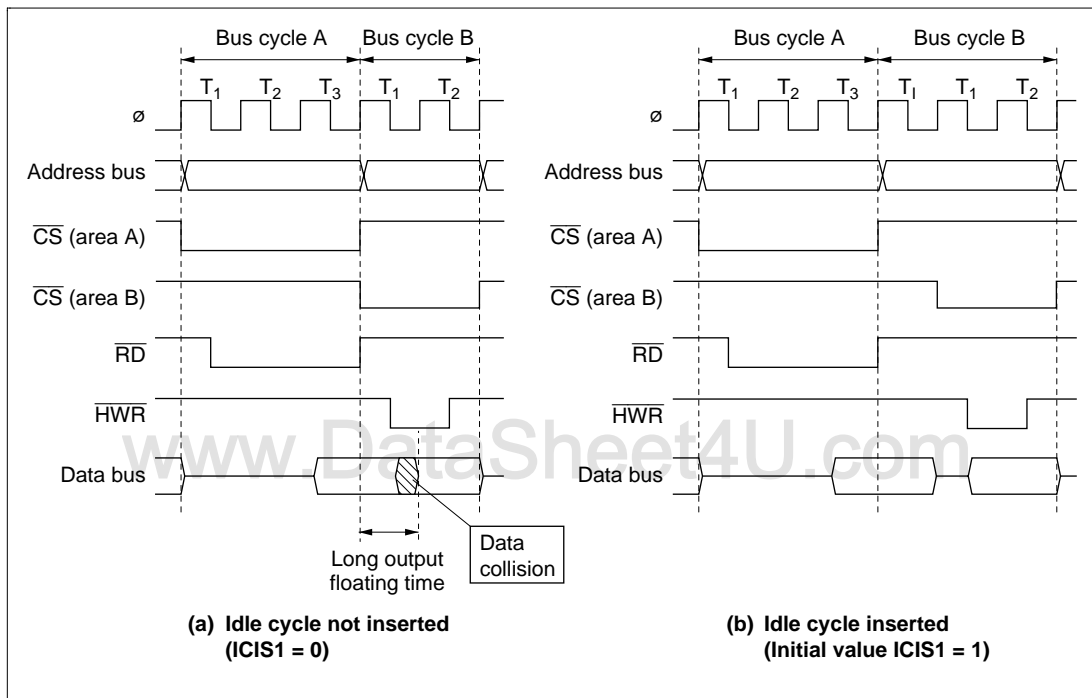 Bus cycle A
Bus cycle B
T1 T2 T3 T1 T2
ø
Address bus
CS (area A)
CS (area B)
RD
HWR
Data bus
Long output
floating time
Data
collision
(a) Idle cycle not inserted
(ICIS1 = 0)
Bus cycle A
Bus cycle B
T1 T2 T3 TI T1 T2
ø
Address bus
CS (area A)
CS (area B)
RD
HWR
Data bus
(b) Idle cycle inserted
(Initial value ICIS1 = 1)
www.DataSheet4U.com